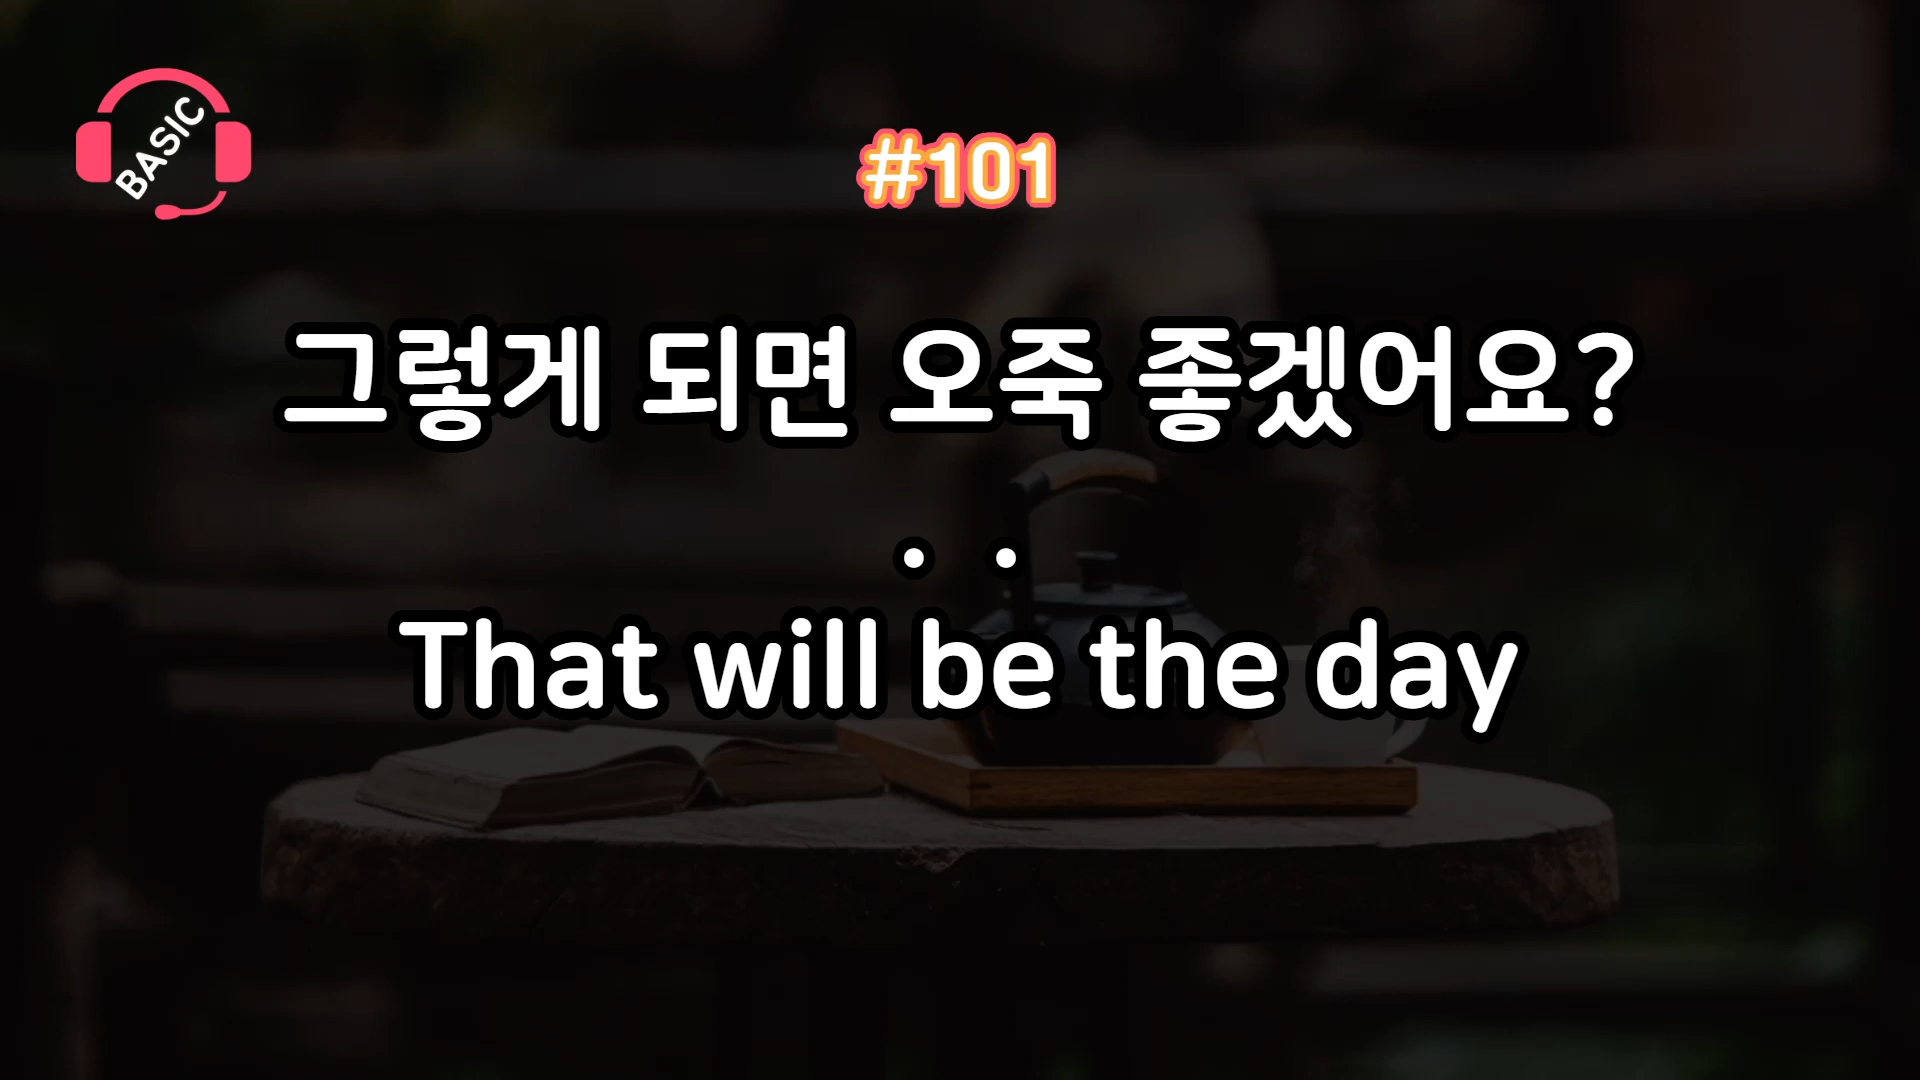 BASIC
#101
그렇게 되면 오죽 좋겠어요?
· ·
That will be the day